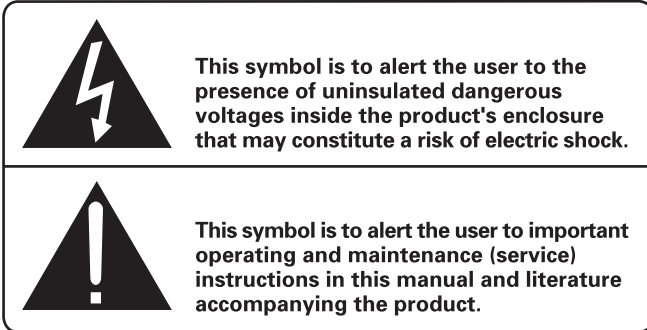 This symbol is to alert the user to the
presence of uninsulated dangerous
voltages inside the product's enclosure
that may constitute a risk of electric shock.
This symbol is to alert the user to important
operating and maintenance (service)
instructions in this manual and literature
accompanying the product.